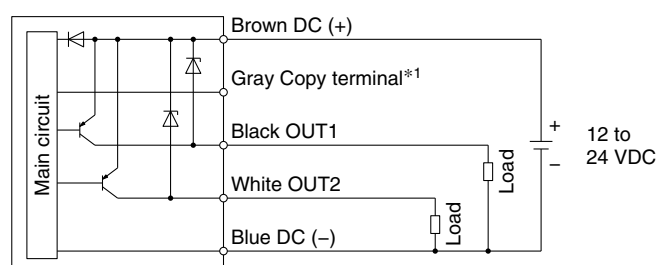 Main circuit
Brown DC (+)
Gray Copy terminal*1
Black OUT1
White OUT2
Blue DC (−)
Load
Load
+
−
12 to
24 VDC